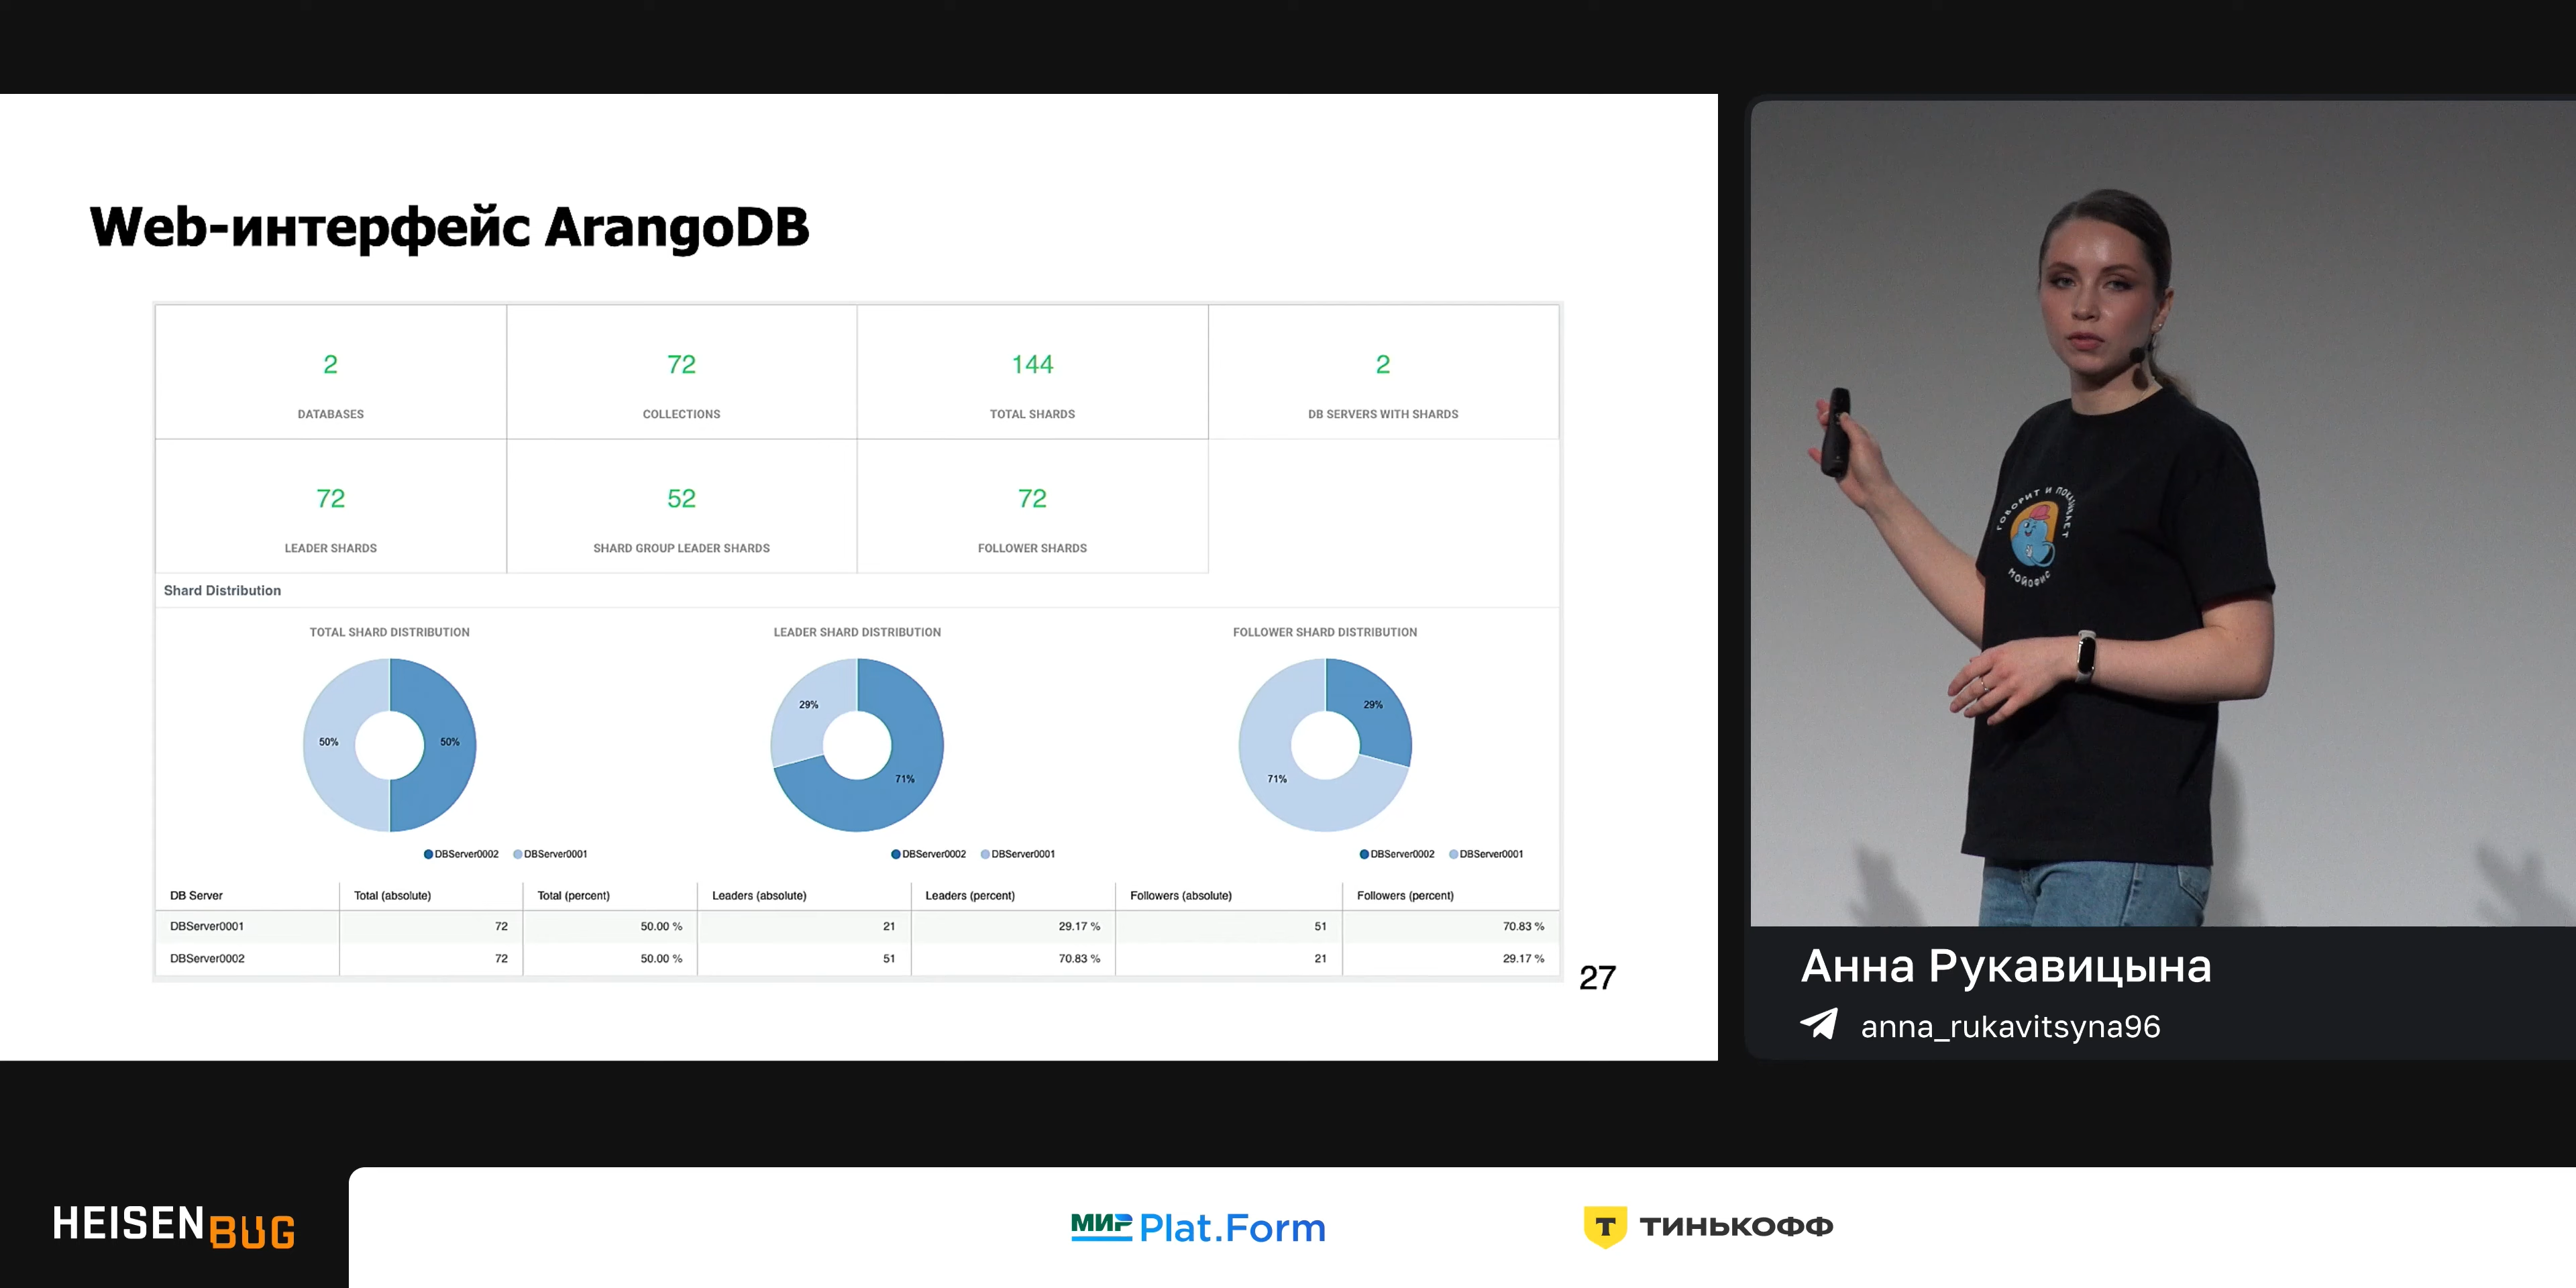 Web-интерфейс ArangoDB
2
DATABASES
72
COLLECTIONS
144
TOTAL SHARDS
2
DB SERVERS WITH SHARDS
72
LEADER SHARDS
52
SHARD GROUP LEADER SHARDS
72
FOLLOWER SHARDS
Shard Distribution
TOTAL SHARD DISTRIBUTION
50%
50%
DBServer0002 DBServer0001
LEADER SHARD DISTRIBUTION
29%
71%
DBServer0002 DBServer0001
FOLLOWER SHARD DISTRIBUTION
29%
71%
DBServer0002 DBServer0001
DB Server Total (absolute) Total (percent) Leaders (absolute) Leaders (percent) Followers (absolute) Followers (percent)
DBServer0001 72 50.00 % 21 29.17 % 51 70.83 %
DBServer0002 72 50.00 % 51 70.83 % 21 29.17 %
27
ГОВОРИТ И ПОКАЗЫВАЕТ
МОЙОФИС
Анна Рукавицына
anna_rukavitsyna96
HEISENBUG
МИР Plat.Form
Т ТИНЬКОФФ